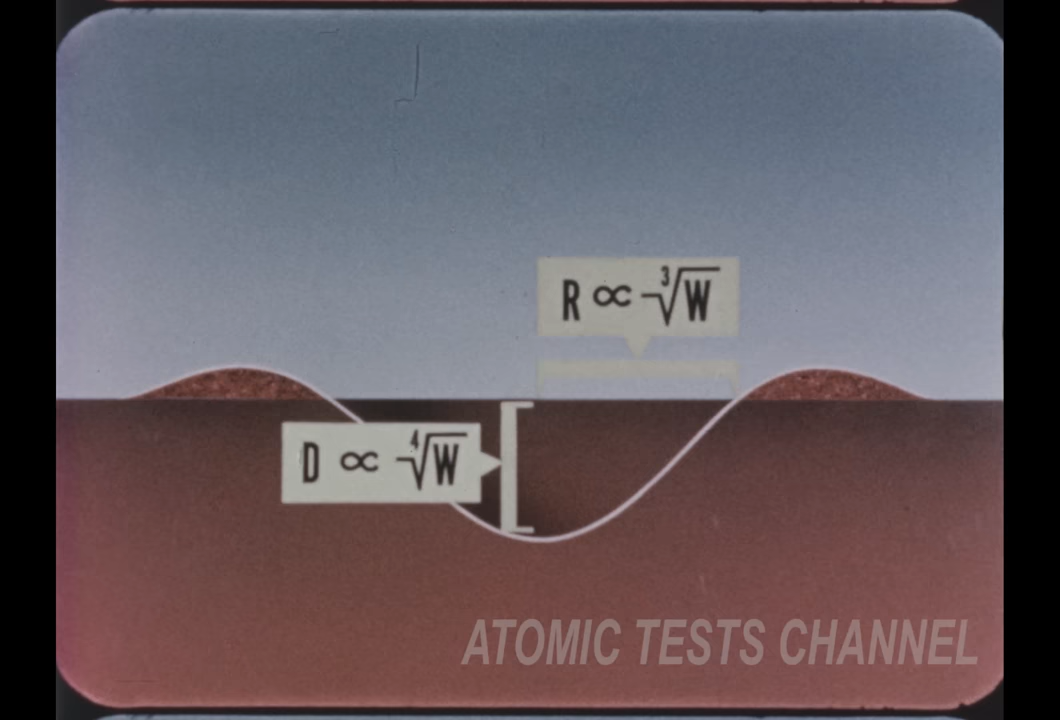 R ∝ ∛W
D ∝ ∜W
ATOMIC TESTS CHANNEL